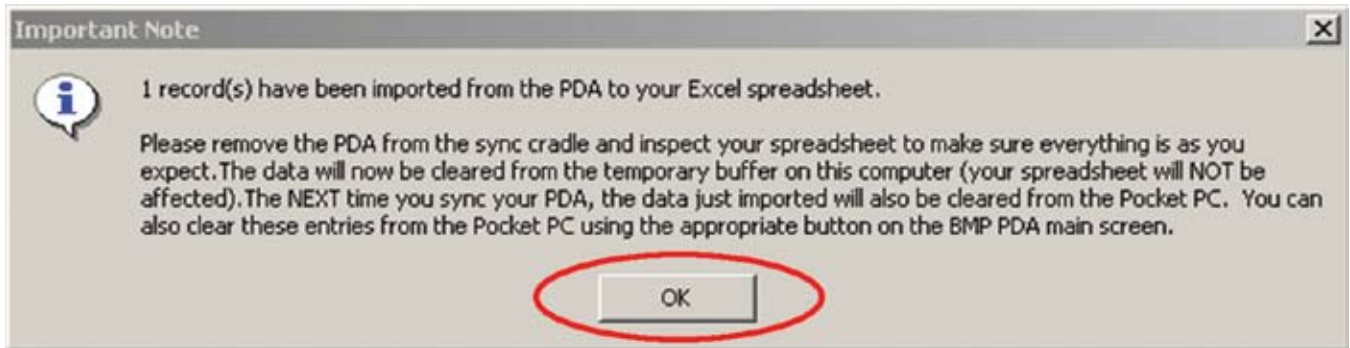 Important Note
1 record(s) have been imported from the PDA to your Excel spreadsheet.
Please remove the PDA from the sync cradle and inspect your spreadsheet to make sure everything is as you
expect.The data will now be cleared from the temporary buffer on this computer (your spreadsheet will NOT be
affected).The NEXT time you sync your PDA, the data just imported will also be cleared from the Pocket PC.  You can
also clear these entries from the Pocket PC using the appropriate button on the BMP PDA main screen.
OK